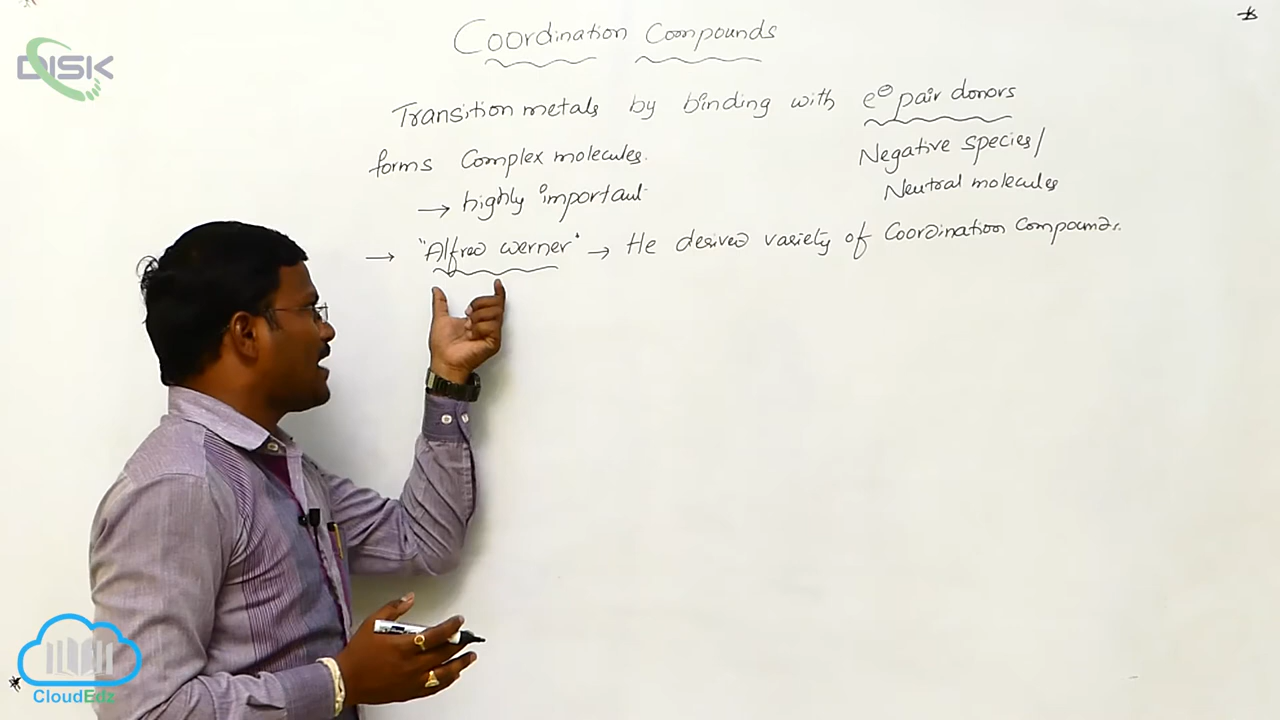 DISK
Coordination Compounds
Transition metals by binding with e⊖ pair donors
forms Complex molecules.
Negative species/
Neutral molecules
→ highly important
→ "Alfred werner" → He desived variety of Coordination Compounds.
CloudEdz